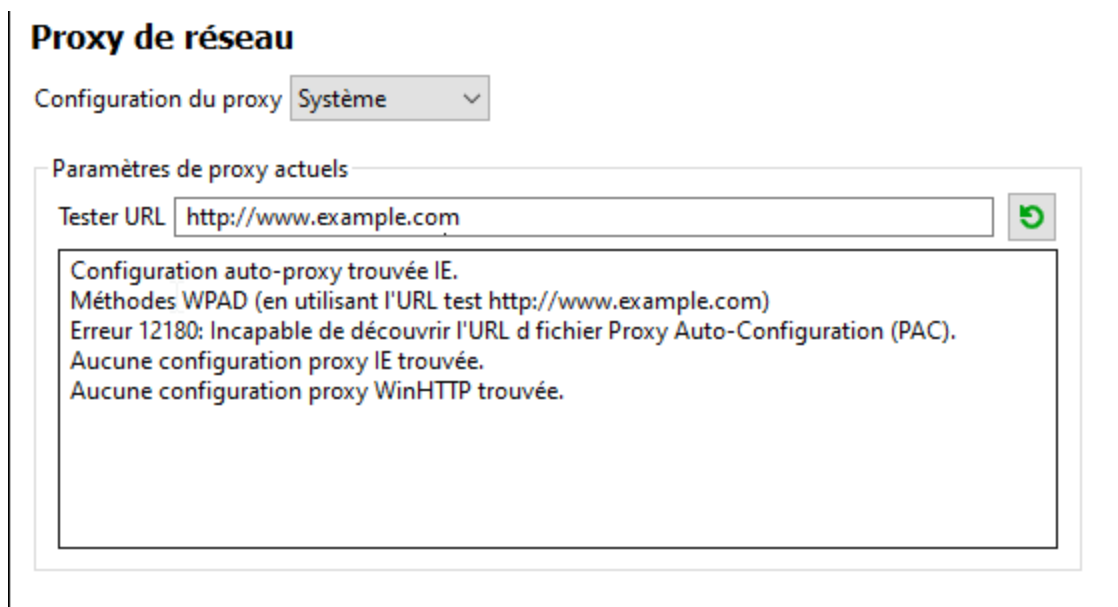 Proxy de réseau
Configuration du proxy Système
Paramètres de proxy actuels
Tester URL http://www.example.com
Configuration auto-proxy trouvée IE.
Méthodes WPAD (en utilisant l'URL test http://www.example.com)
Erreur 12180: Incapable de découvrir l'URL d fichier Proxy Auto-Configuration (PAC).
Aucune configuration proxy IE trouvée.
Aucune configuration proxy WinHTTP trouvée.